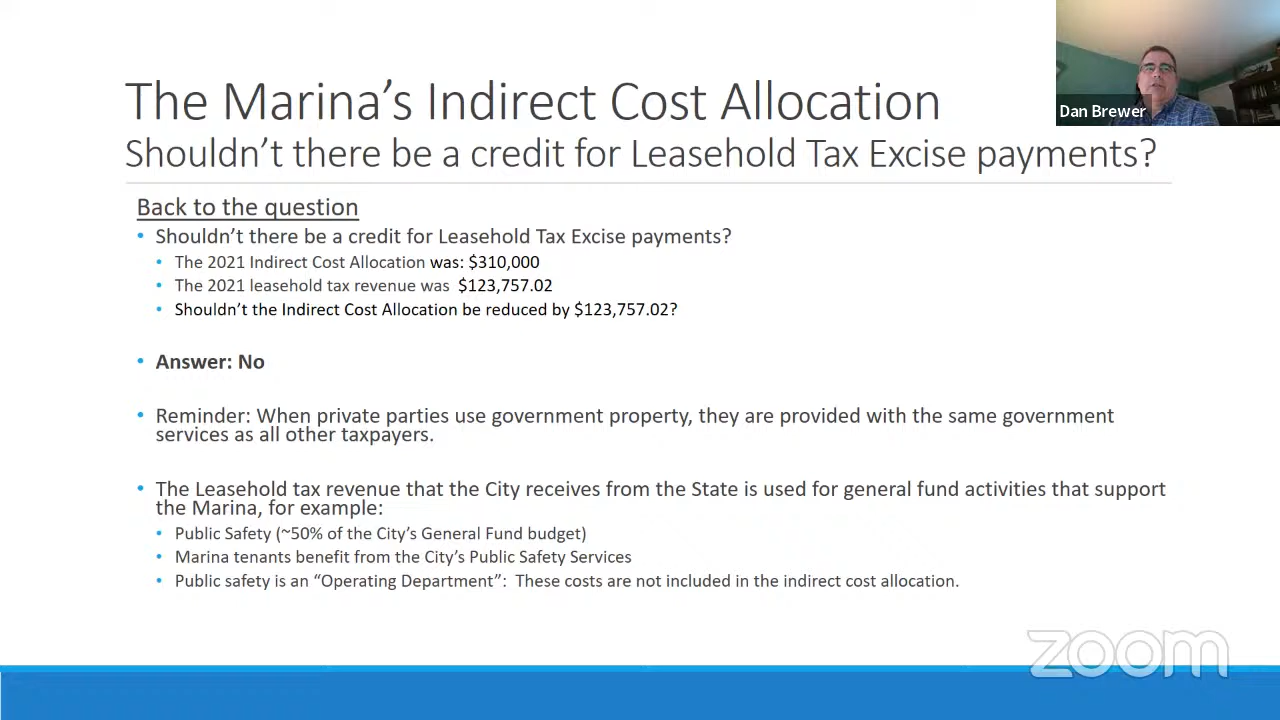 The Marina's Indirect Cost Allocation
Dan Brewer
Shouldn't there be a credit for Leasehold Tax Excise payments?
Back to the question
• Shouldn't there be a credit for Leasehold Tax Excise payments?
• The 2021 Indirect Cost Allocation was: $310,000
• The 2021 leasehold tax revenue was $123,757.02
• Shouldn't the Indirect Cost Allocation be reduced by $123,757.02?
• Answer: No
• Reminder: When private parties use government property, they are provided with the same government
services as all other taxpayers.
• The Leasehold tax revenue that the City receives from the State is used for general fund activities that support
the Marina, for example:
• Public Safety (~50% of the City's General Fund budget)
• Marina tenants benefit from the City's Public Safety Services
• Public safety is an “Operating Department”: These costs are not included in the indirect cost allocation.
zoom